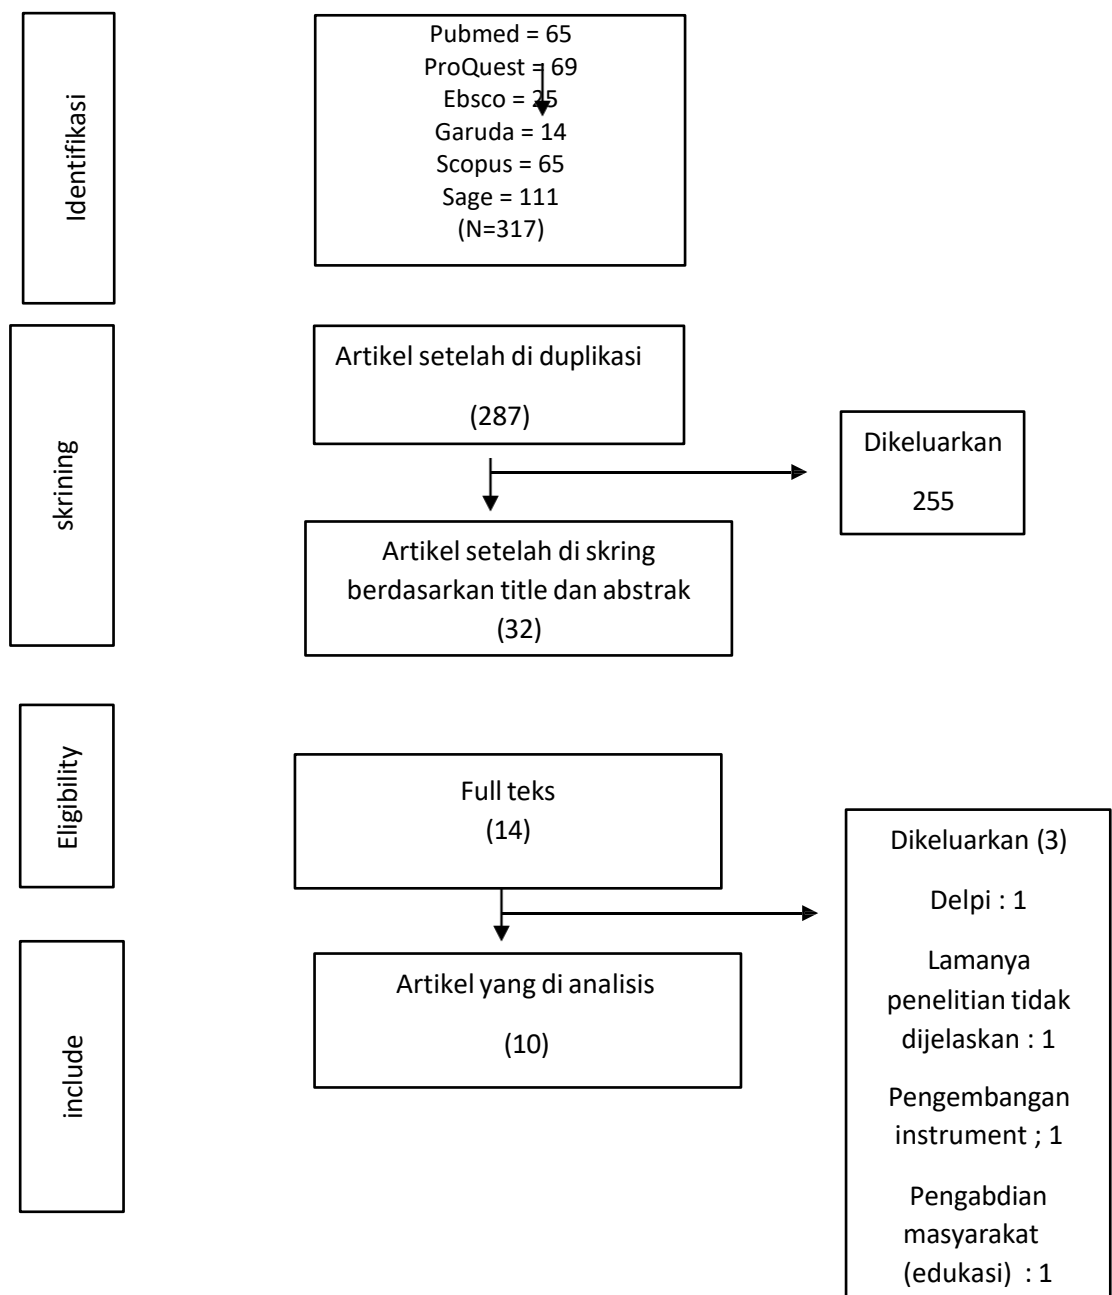 Identifikasi
Pubmed = 65
ProQuest = 69
Ebsco = 25
Garuda = 14
Scopus = 65
Sage = 111
(N=317)
skrining
Artikel setelah di duplikasi
(287)
Dikeluarkan
255
Artikel setelah di skring
berdasarkan title dan abstrak
(32)
Eligibility
Full teks
(14)
Dikeluarkan (3)
Delpi : 1
Lamanya
penelitian tidak
dijelaskan : 1
Pengembangan
instrument ; 1
Pengabdian
masyarakat
(edukasi) : 1
include
Artikel yang di analisis
(10)